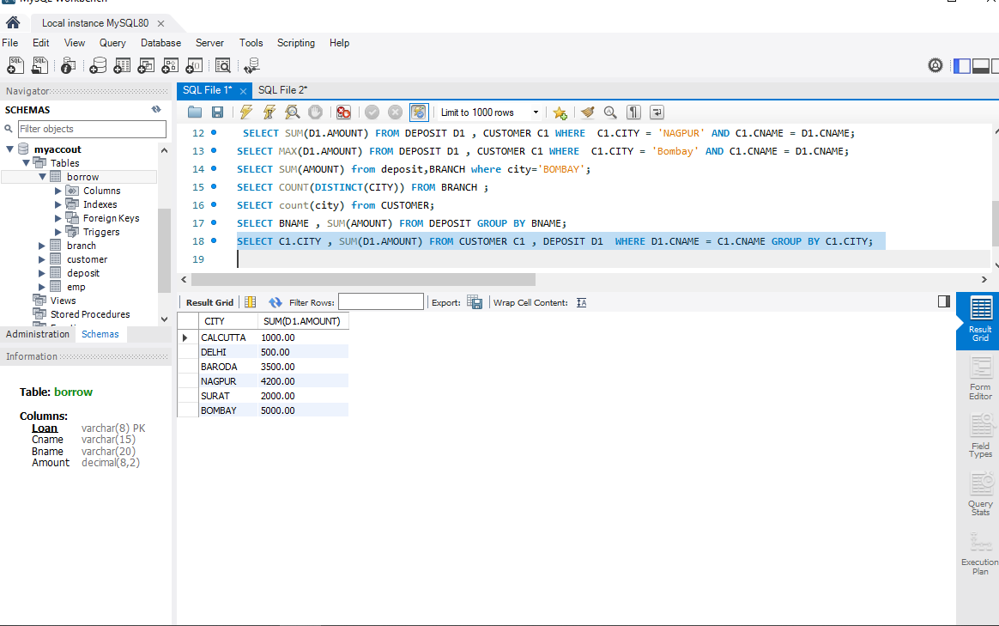 MySQL Workbench
Local instance MySQL80 ×
File Edit View Query Database Server Tools Scripting Help
Navigator
SQL File 1* × SQL File 2*
SCHEMAS
Filter objects
Limit to 1000 rows
myaccout
Tables
borrow
Columns
Indexes
Foreign Keys
Triggers
branch
customer
deposit
emp
Views
Stored Procedures
12 SELECT SUM(D1.AMOUNT) FROM DEPOSIT D1 , CUSTOMER C1 WHERE C1.CITY = 'NAGPUR' AND C1.CNAME = D1.CNAME;
13 SELECT MAX(D1.AMOUNT) FROM DEPOSIT D1 , CUSTOMER C1 WHERE C1.CITY = 'Bombay' AND C1.CNAME = D1.CNAME;
14 SELECT SUM(AMOUNT) from deposit,BRANCH where city='BOMBAY';
15 SELECT COUNT(DISTINCT(CITY)) FROM BRANCH ;
16 SELECT count(city) from CUSTOMER;
17 SELECT BNAME , SUM(AMOUNT) FROM DEPOSIT GROUP BY BNAME;
18 SELECT C1.CITY , SUM(D1.AMOUNT) FROM CUSTOMER C1 , DEPOSIT D1 WHERE D1.CNAME = C1.CNAME GROUP BY C1.CITY;
19
Result Grid Filter Rows: Export: Wrap Cell Content:
CITY SUM(D1.AMOUNT)
CALCUTTA 1000.00
DELHI 500.00
BARODA 3500.00
NAGPUR 4200.00
SURAT 2000.00
BOMBAY 5000.00
Administration Schemas
Information
Table: borrow
Columns:
Loan varchar(8) PK
Cname varchar(15)
Bname varchar(20)
Amount decimal(8,2)
Result
Grid
Form
Editor
Field
Types
Query
Stats
Execution
Plan